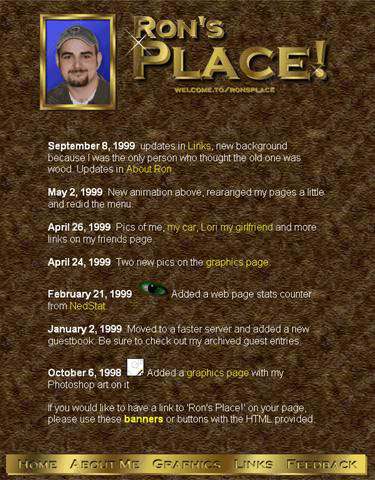 Ron's
Place!
welcome.to/ronsplace
September 8, 1999 updates in Links, new background
because I was the only person who thought the old one was
wood. Updates in About Ron.
May 2, 1999 New animation above, rearranged my pages a little
and redid the menu.
April 26, 1999 Pics of me, my car, Lori my girlfriend and more
links on my friends page.
April 24, 1999 Two new pics on the graphics page.
February 21, 1999 Added a web page stats counter
from NedStat.
January 2, 1999 Moved to a faster server and added a new
guestbook. Be sure to check out my archived guest entries.
October 6, 1998 Added a graphics page with my
Photoshop art on it
If you would like to have a link to 'Ron's Place!' on your page,
please use these banners or buttons with the HTML provided.
Home About Me Graphics Links Feedback